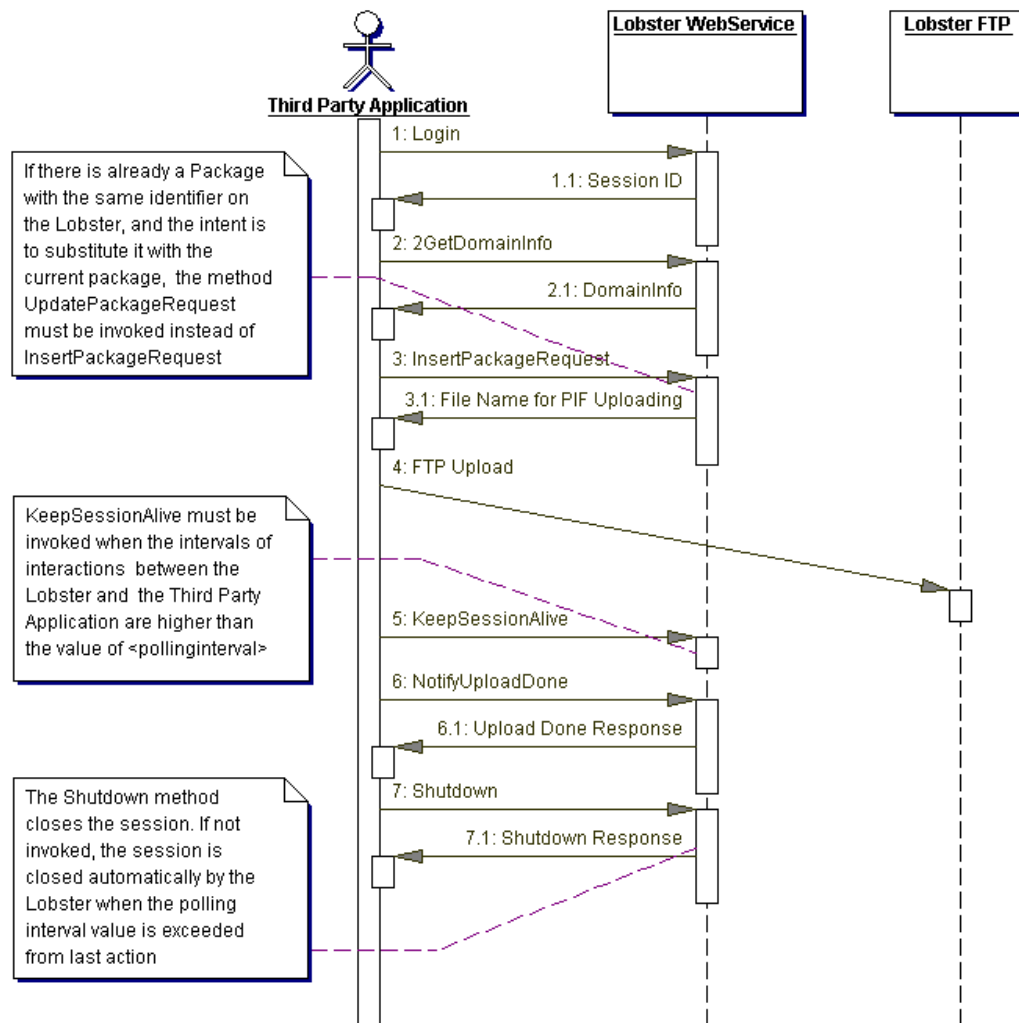 Lobster WebService
Lobster FTP
Third Party Application
1: Login
If there is already a Package
with the same identifier on
the Lobster, and the intent is
to substitute it with the
current package,  the method
UpdatePackageRequest
must be invoked instead of
InsertPackageRequest
1.1: Session ID
2: 2GetDomainInfo
2.1: DomainInfo
3: InsertPackageRequest
3.1: File Name for PIF Uploading
4: FTP Upload
KeepSessionAlive must be
invoked when the intervals of
interactions  between the
Lobster and  the Third Party
Application are higher than
the value of <pollinginterval>
5: KeepSessionAlive
6: NotifyUploadDone
6.1: Upload Done Response
The Shutdown method
closes the session. If not
invoked, the session is
closed automatically by the
Lobster when the polling
interval value is exceeded
from last action
7: Shutdown
7.1: Shutdown Response